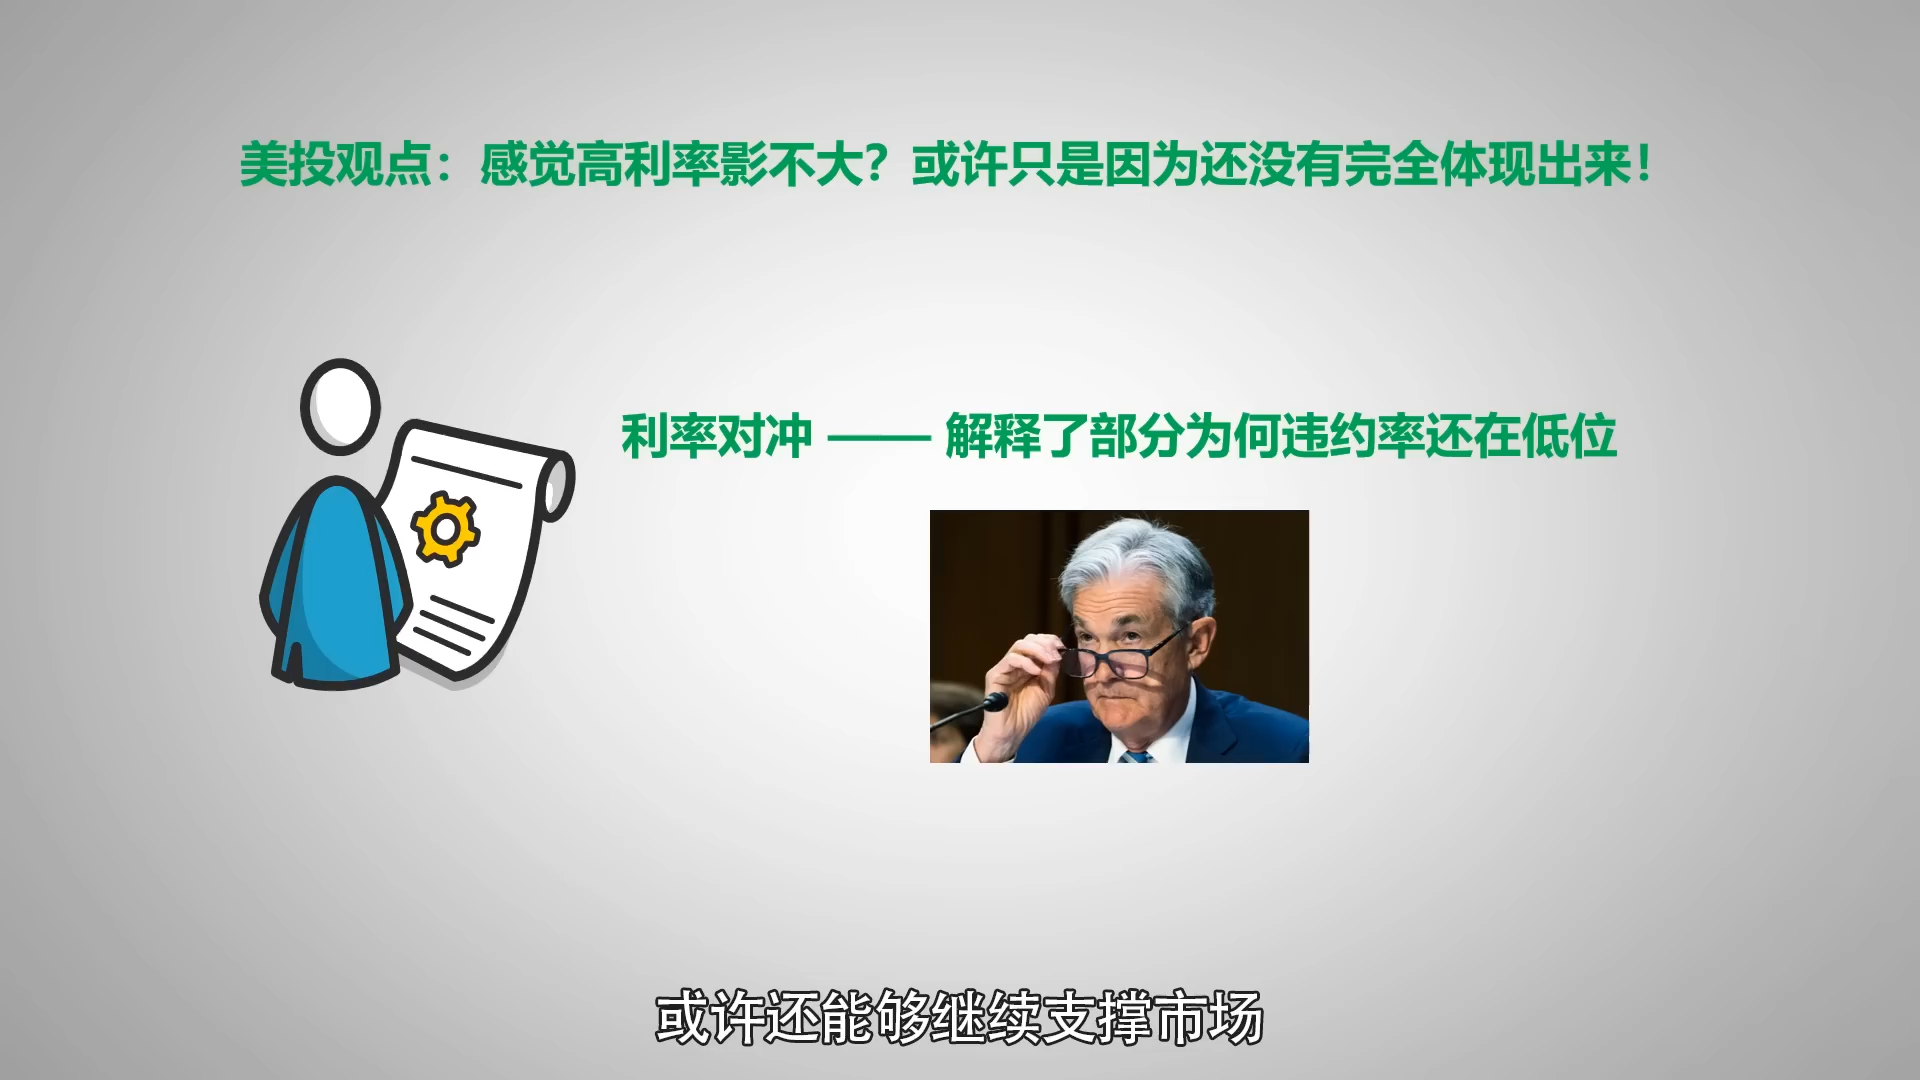 美投观点：感觉高利率影不大？或许只是因为还没有完全体现出来！
利率对冲 —— 解释了部分为何违约率还在低位
或许还能够继续支撑市场